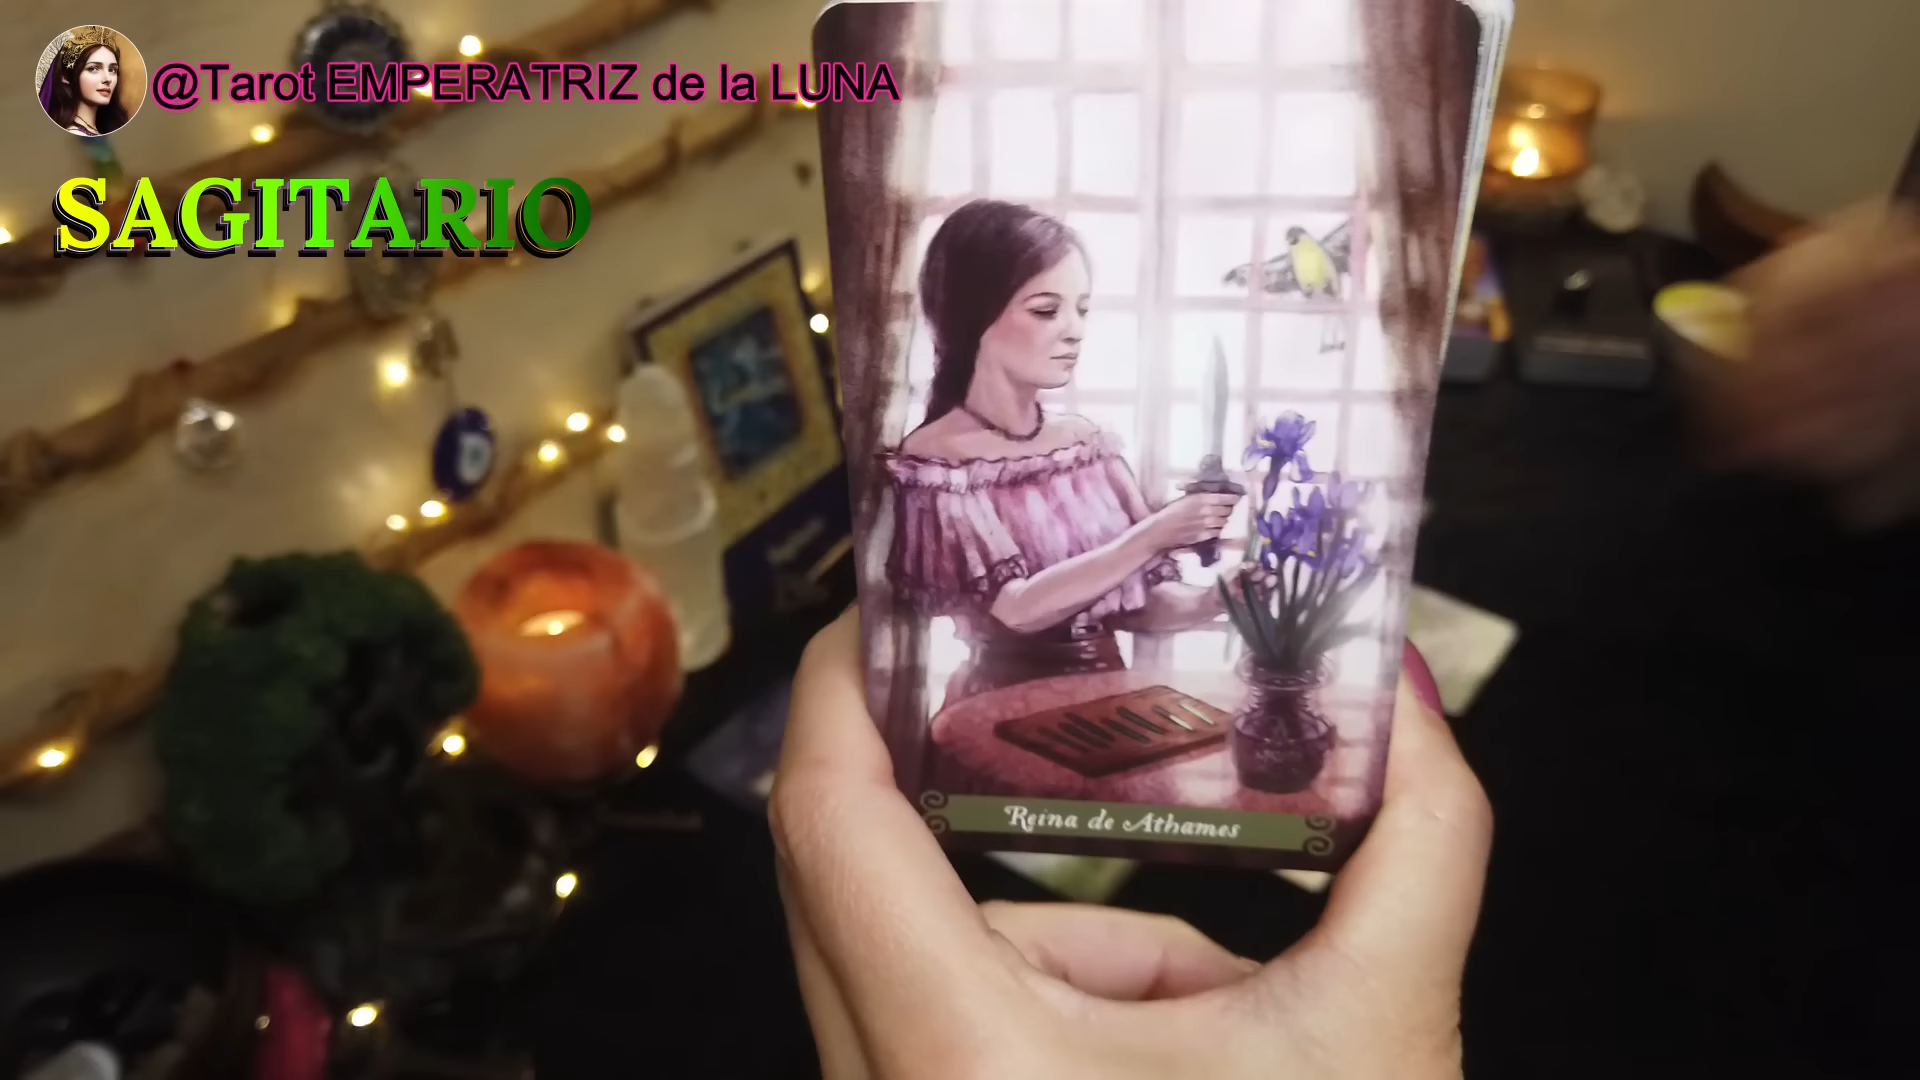 @Tarot EMPERATRIZ de la LUNA
SAGITARIO
Reina de Athames